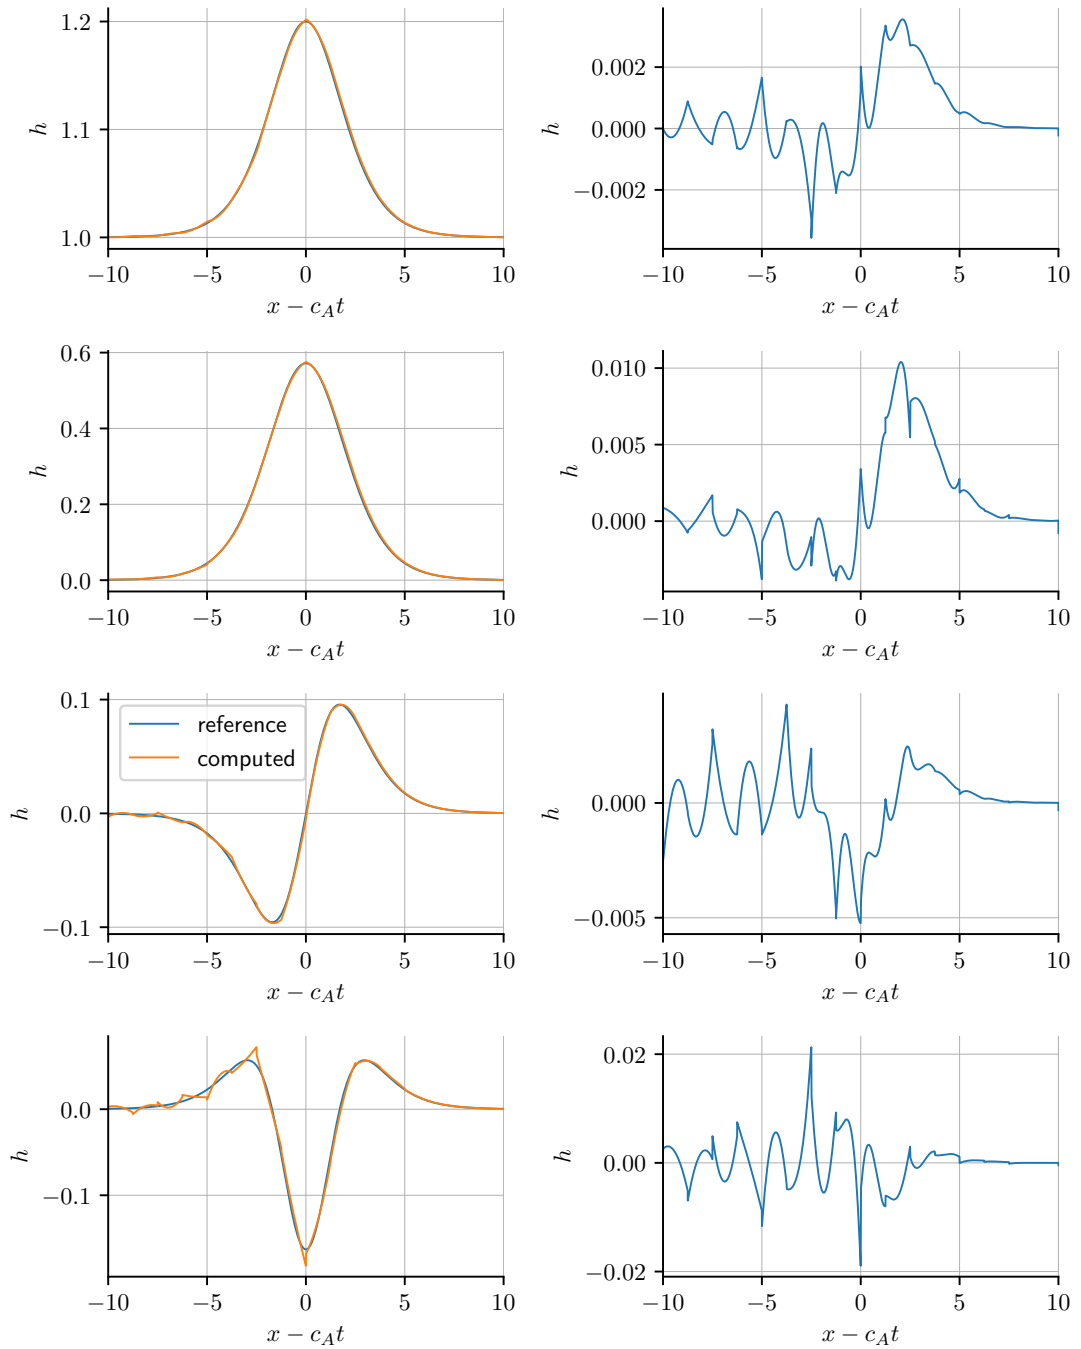 1.2
1.1
1.0
h
−10 −5 0 5 10
x − c_A t
0.002
0.000
−0.002
h
−10 −5 0 5 10
x − c_A t
0.6
0.4
0.2
0.0
h
−10 −5 0 5 10
x − c_A t
0.010
0.005
0.000
h
−10 −5 0 5 10
x − c_A t
0.1
0.0
−0.1
h
reference
computed
−10 −5 0 5 10
x − c_A t
0.000
−0.005
h
−10 −5 0 5 10
x − c_A t
0.0
−0.1
h
−10 −5 0 5 10
x − c_A t
0.02
0.00
−0.02
h
−10 −5 0 5 10
x − c_A t